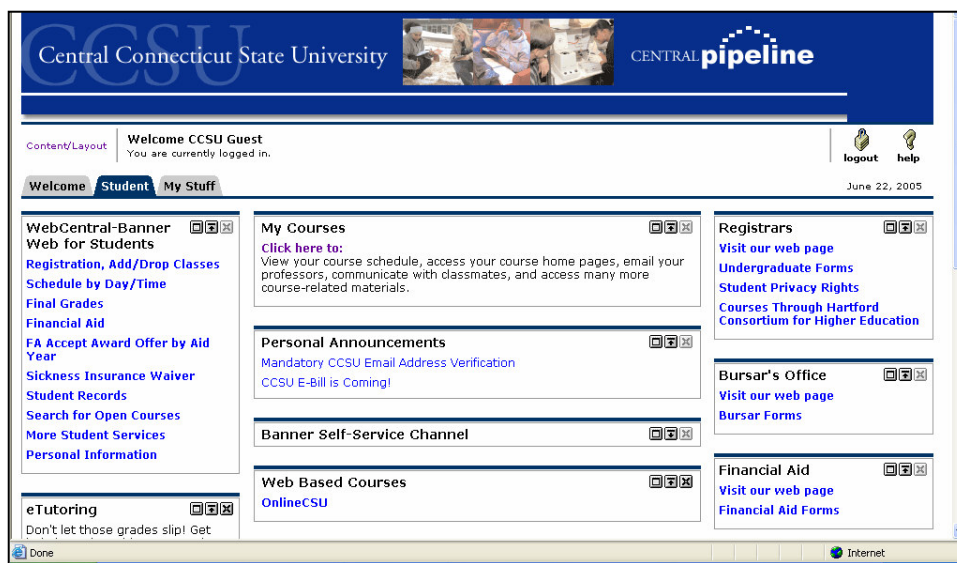 CCSU
Central Connecticut State University
CENTRAL pipeline
Content/Layout
Welcome CCSU Guest
You are currently logged in.
logout
help
Welcome
Student
My Stuff
June 22, 2005
WebCentral-Banner
Web for Students
Registration, Add/Drop Classes
Schedule by Day/Time
Final Grades
Financial Aid
FA Accept Award Offer by Aid
Year
Sickness Insurance Waiver
Student Records
Search for Open Courses
More Student Services
Personal Information
eTutoring
Don't let those grades slip! Get
My Courses
Click here to:
View your course schedule, access your course home pages, email your
professors, communicate with classmates, and access many more
course-related materials.
Personal Announcements
Mandatory CCSU Email Address Verification
CCSU E-Bill is Coming!
Banner Self-Service Channel
Web Based Courses
OnlineCSU
Registrars
Visit our web page
Undergraduate Forms
Student Privacy Rights
Courses Through Hartford
Consortium for Higher Education
Bursar's Office
Visit our web page
Bursar Forms
Financial Aid
Visit our web page
Financial Aid Forms
Done
Internet